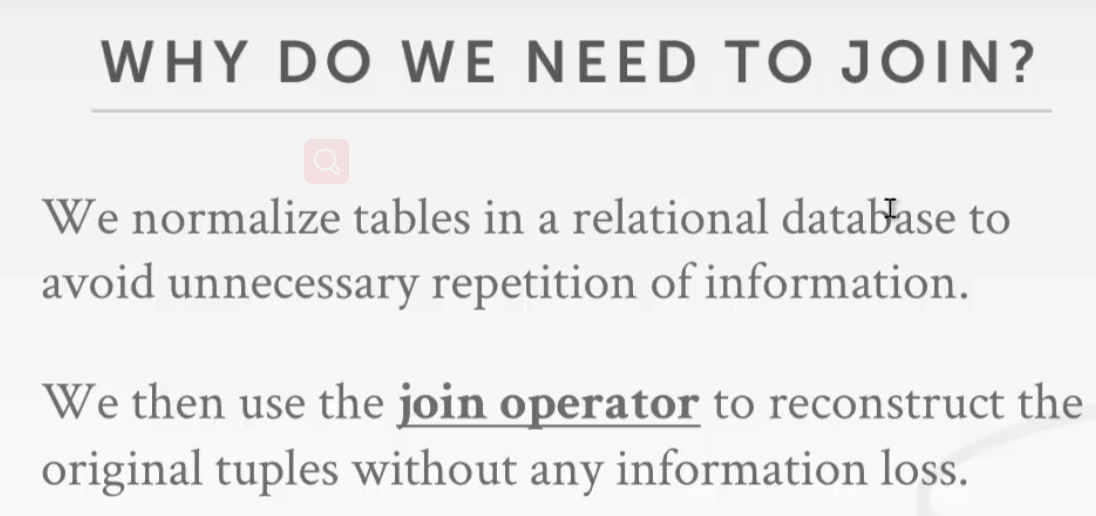 WHY DO WE NEED TO JOIN?
We normalize tables in a relational database to
avoid unnecessary repetition of information.
We then use the join operator to reconstruct the
original tuples without any information loss.